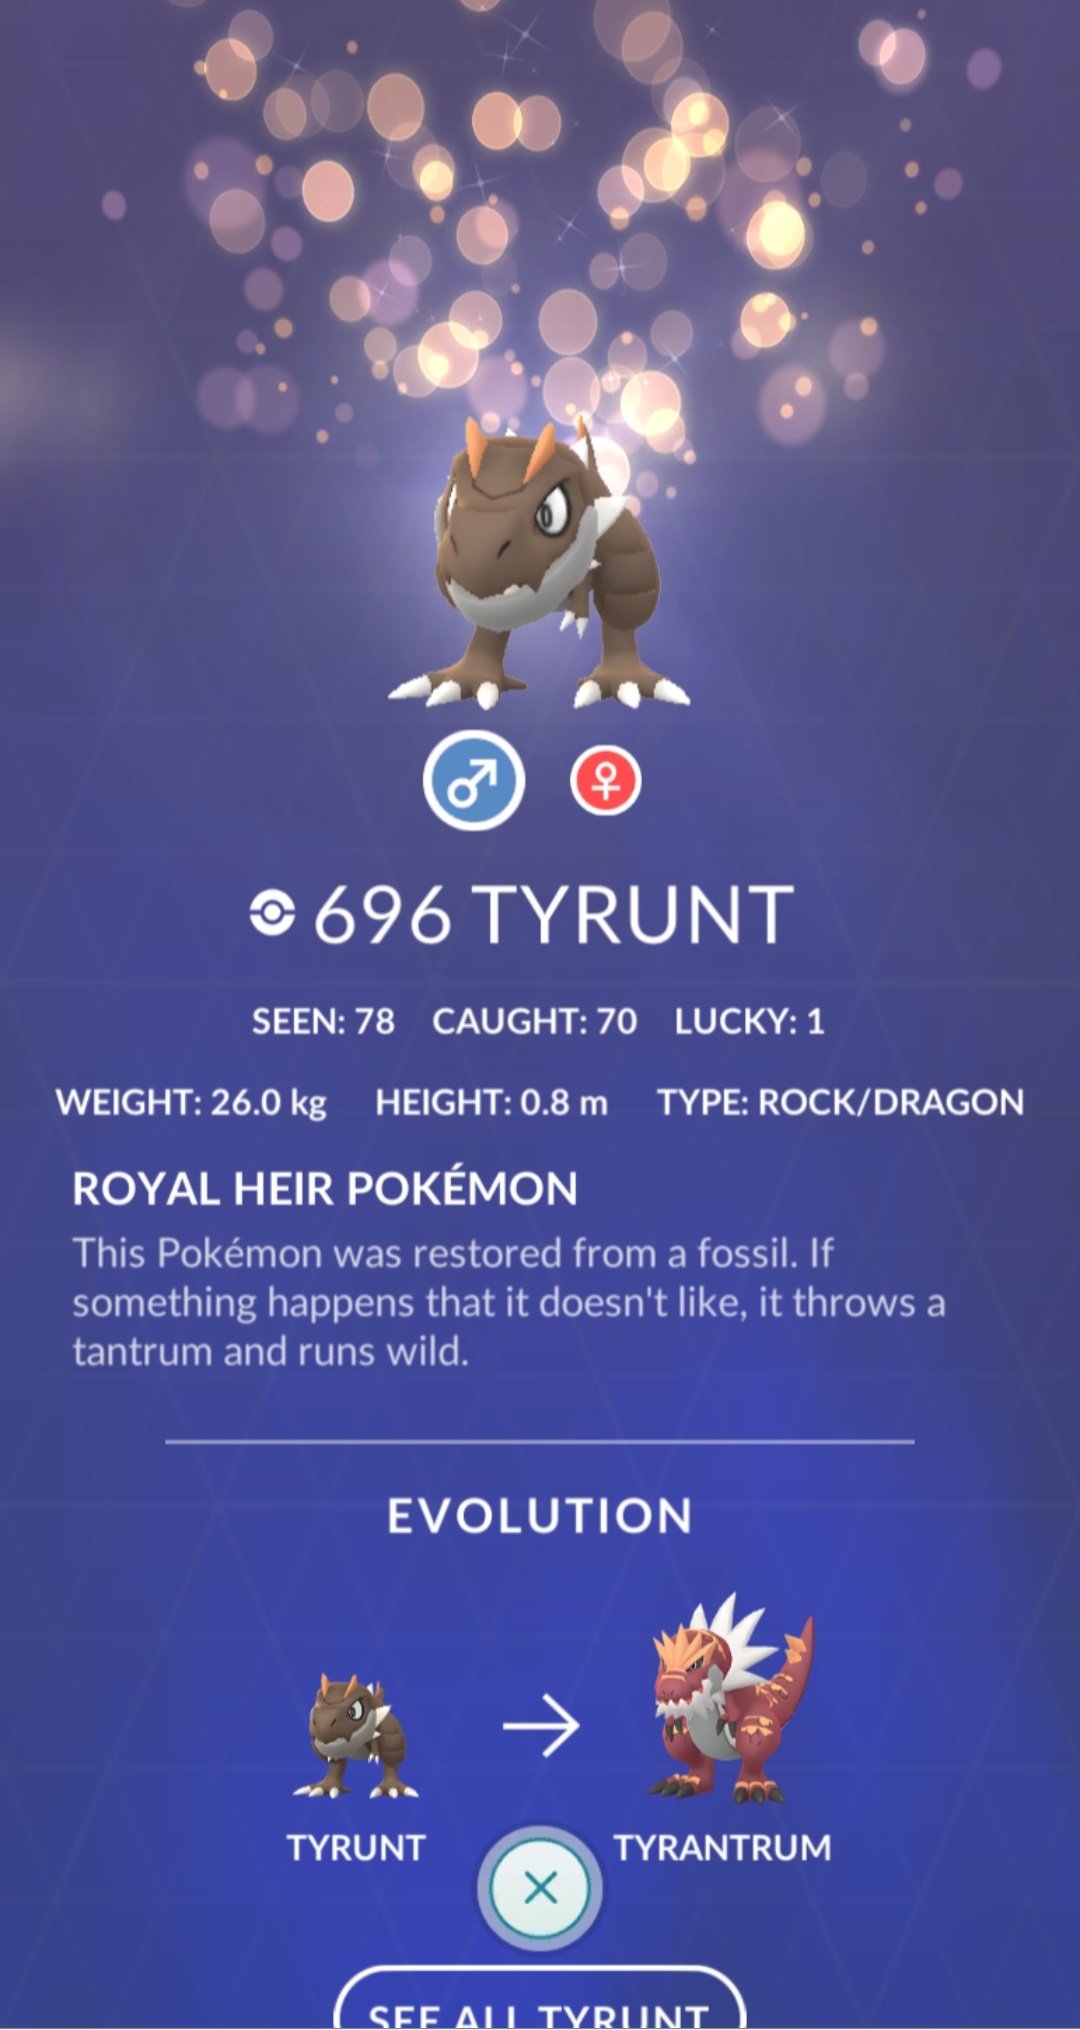 696 TYRUNT
SEEN: 78 CAUGHT: 70 LUCKY: 1
WEIGHT: 26.0 kg HEIGHT: 0.8 m TYPE: ROCK/DRAGON
ROYAL HEIR POKÉMON
This Pokémon was restored from a fossil. If
something happens that it doesn't like, it throws a
tantrum and runs wild.
EVOLUTION
TYRUNT TYRANTRUM
SEE ALL TYRUNT